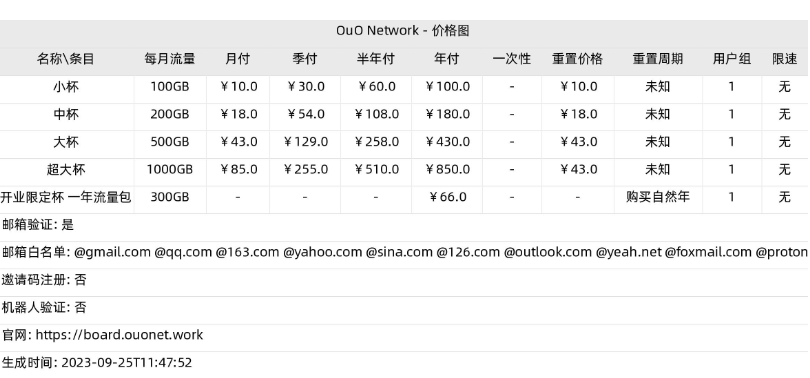 OuO Network - 价格图
名称\条目 每月流量 月付 季付 半年付 年付 一次性 重置价格 重置周期 用户组 限速
小杯 100GB ￥10.0 ￥30.0 ￥60.0 ￥100.0 - ￥10.0 未知 1 无
中杯 200GB ￥18.0 ￥54.0 ￥108.0 ￥180.0 - ￥18.0 未知 1 无
大杯 500GB ￥43.0 ￥129.0 ￥258.0 ￥430.0 - ￥43.0 未知 1 无
超大杯 1000GB ￥85.0 ￥255.0 ￥510.0 ￥850.0 - ￥43.0 未知 1 无
开业限定杯 一年流量包 300GB - - - ￥66.0 - - 购买自然年 1 无
邮箱验证: 是
邮箱白名单: @gmail.com @qq.com @163.com @yahoo.com @sina.com @126.com @outlook.com @yeah.net @foxmail.com @proton
邀请码注册: 否
机器人验证: 否
官网: https://board.ouonet.work
生成时间: 2023-09-25T11:47:52